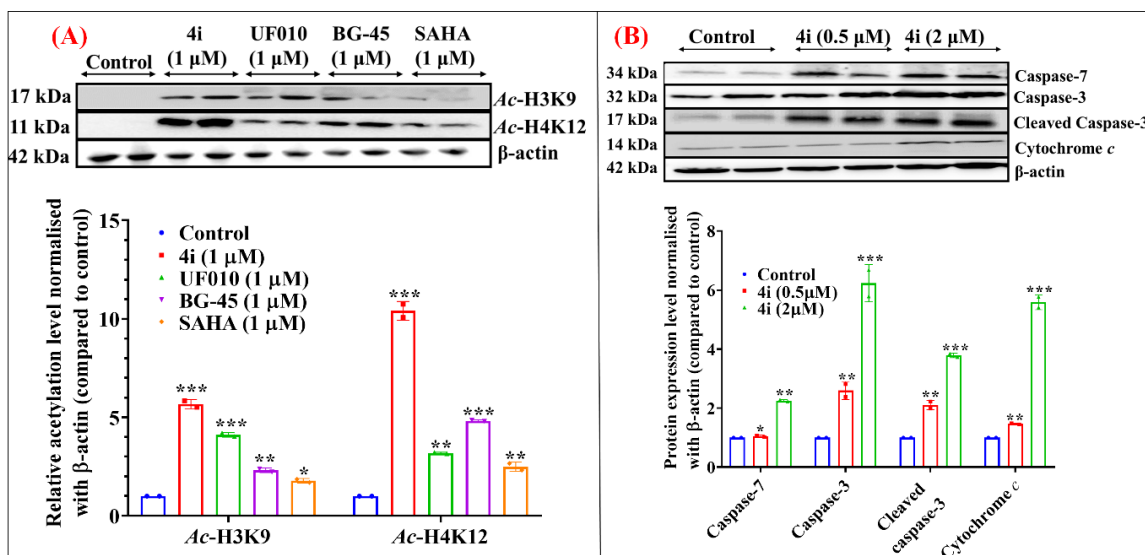 (A)
Control
4i
(1 µM)
UF010
(1 µM)
BG-45
(1 µM)
SAHA
(1 µM)
17 kDa
Ac-H3K9
11 kDa
Ac-H4K12
42 kDa
β-actin
Relative acetylation level normalised
with β-actin (compared to control)
15
10
5
0
Control
4i (1 µM)
UF010 (1 µM)
BG-45 (1 µM)
SAHA (1 µM)
***
***
**
*
***
**
***
**
Ac-H3K9
Ac-H4K12
(B)
Control
4i (0.5 µM)
4i (2 µM)
34 kDa
Caspase-7
32 kDa
Caspase-3
17 kDa
Cleaved Caspase-3
14 kDa
Cytochrome c
42 kDa
β-actin
Protein expression level normalised
with β-actin (compared to control)
8
6
4
2
0
Control
4i (0.5µM)
4i (2µM)
*
**
**
***
**
***
**
***
Caspase-7
Caspase-3
Cleaved
caspase-3
Cytochrome c